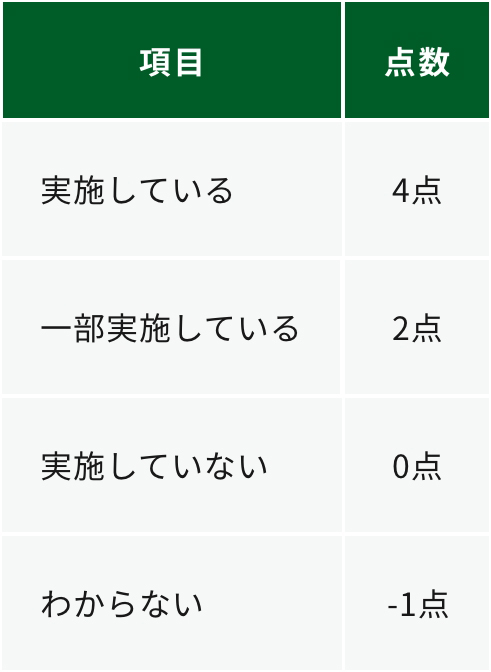 項目 点数
実施している 4点
一部実施している 2点
実施していない 0点
わからない -1点